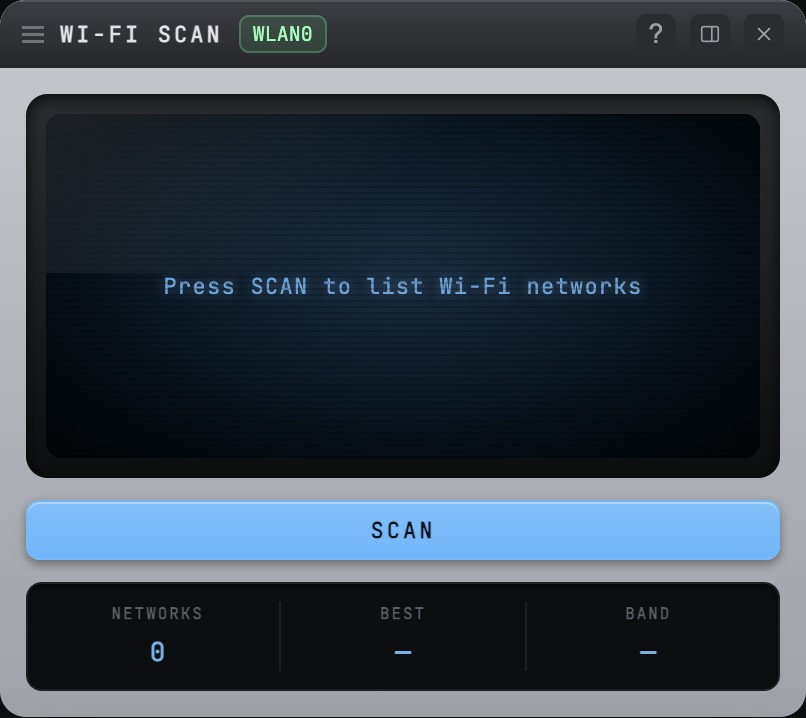 WI-FI SCAN WLAN0 ?
Press SCAN to list Wi-Fi networks
SCAN
NETWORKS BEST BAND
0 — —